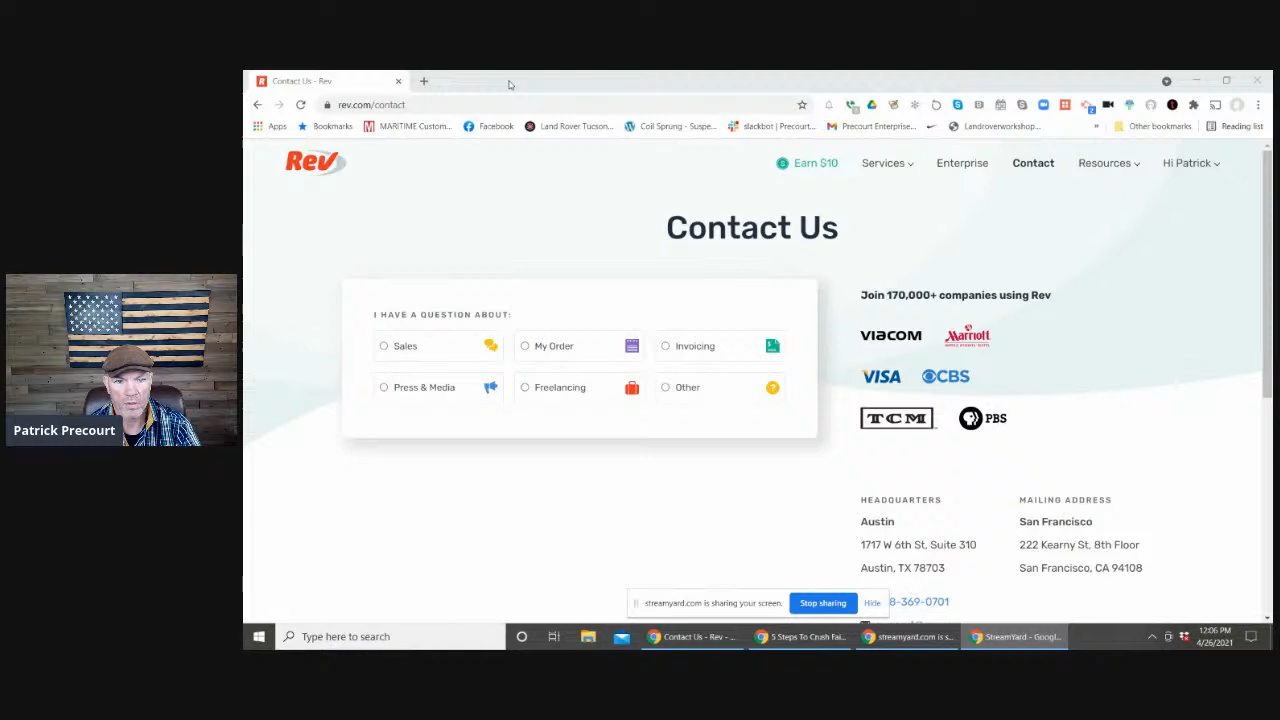 Contact Us - Rev
rev.com/contact
Apps
Bookmarks
MARITIME Custom...
Facebook
Land Rover Tucson...
Coil Sprung - Suspe...
slackbot | Precourt...
Precourt Enterprise...
Landroverworkshop...
»
Other bookmarks
Reading list
Rev
Earn $10
Services
Enterprise
Contact
Resources
Hi Patrick
Contact Us
I HAVE A QUESTION ABOUT:
Sales
My Order
Invoicing
Press & Media
Freelancing
Other
Join 170,000+ companies using Rev
VIACOM
Marriott
VISA
CBS
TCM
PBS
HEADQUARTERS
MAILING ADDRESS
Austin
San Francisco
1717 W 6th St, Suite 310
222 Kearny St, 8th Floor
Austin, TX 78703
San Francisco, CA 94108
8-369-0701
streamyard.com is sharing your screen.
Stop sharing
Hide
Patrick Precourt
Type here to search
Contact Us - Rev - ...
5 Steps To Crush Fai...
streamyard.com is s...
StreamYard - Googl...
12:06 PM
4/26/2021